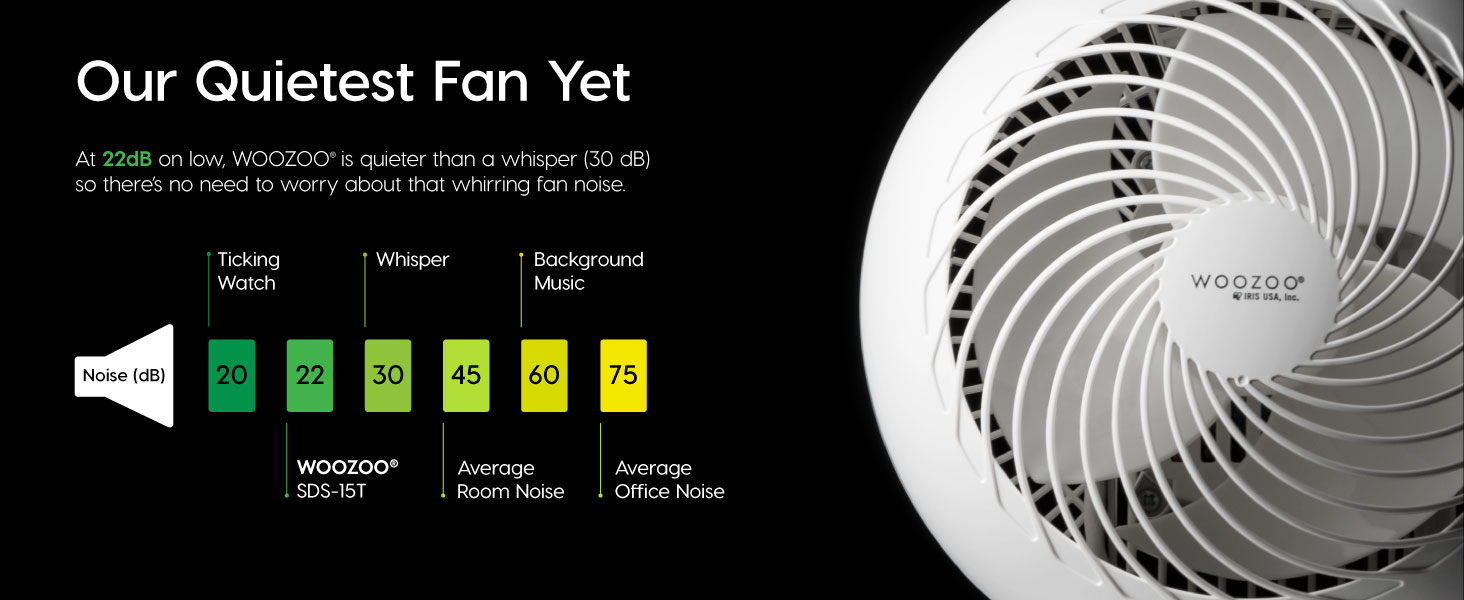 Our Quietest Fan Yet
At 22dB on low, WOOZOO® is quieter than a whisper (30 dB)
so there's no need to worry about that whirring fan noise.
Ticking
Watch
Whisper
Background
Music
Noise (dB)
20
22
30
45
60
75
WOOZOO®
SDS-15T
Average
Room Noise
Average
Office Noise
WOOZOO®
IRIS USA, Inc.